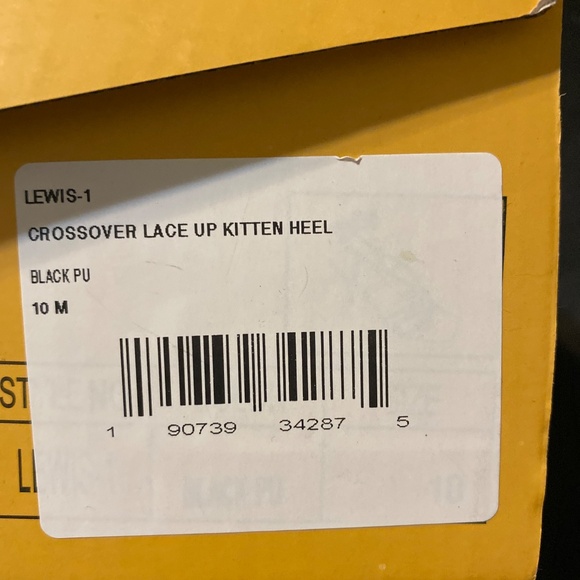 LEWIS-1
CROSSOVER LACE UP KITTEN HEEL
BLACK PU
10 M
1 90739 34287 5